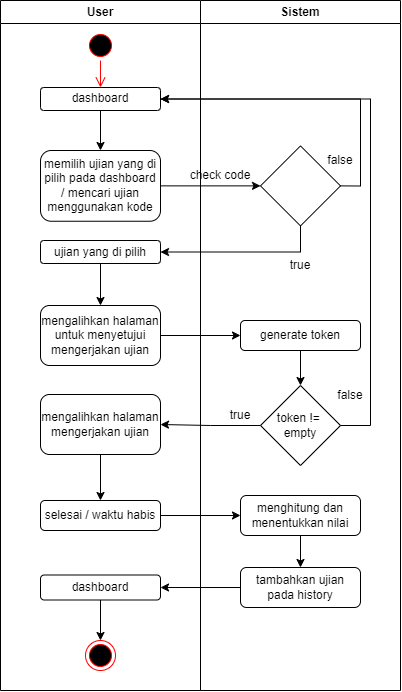 User
Sistem
dashboard
memilih ujian yang di
pilih pada dashboard
/ mencari ujian
menggunakan kode
check code
false
ujian yang di pilih
true
mengalihkan halaman
untuk menyetujui
mengerjakan ujian
generate token
false
true
token !=
empty
mengalihkan halaman
mengerjakan ujian
selesai / waktu habis
menghitung dan
menentukkan nilai
dashboard
tambahkan ujian
pada history